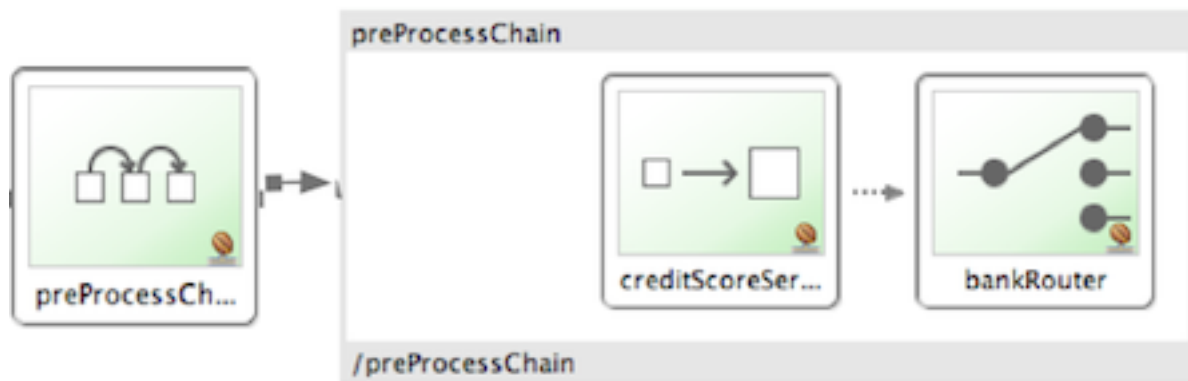 preProcessChain
preProcessCh...
creditScoreSer...
bankRouter
/preProcessChain